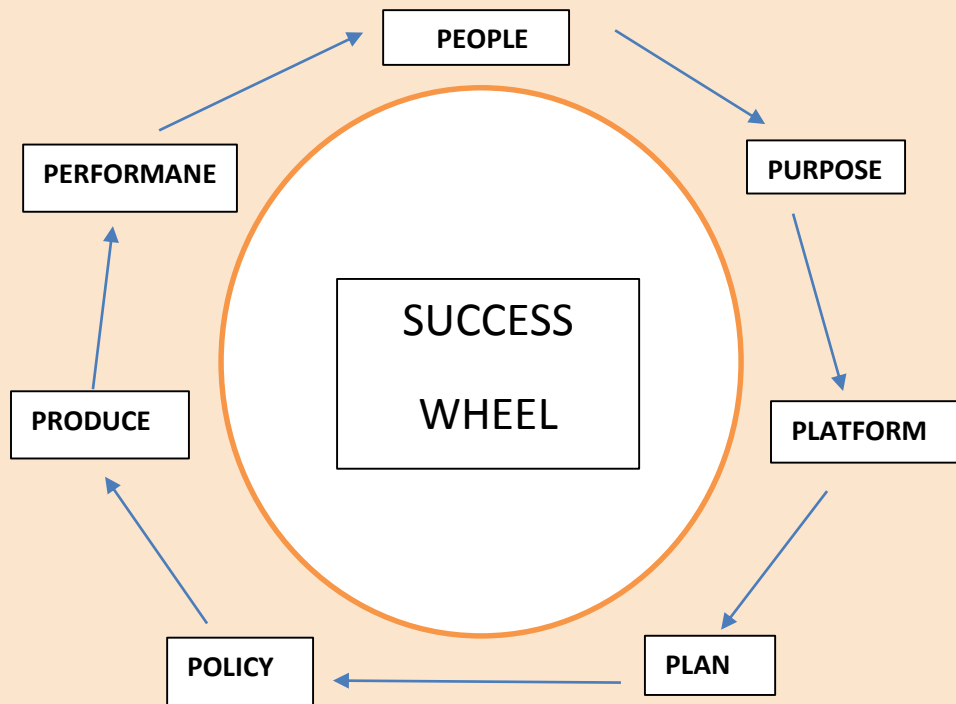 PEOPLE
PURPOSE
PLATFORM
PLAN
POLICY
PRODUCE
PERFORMANE
SUCCESS
WHEEL